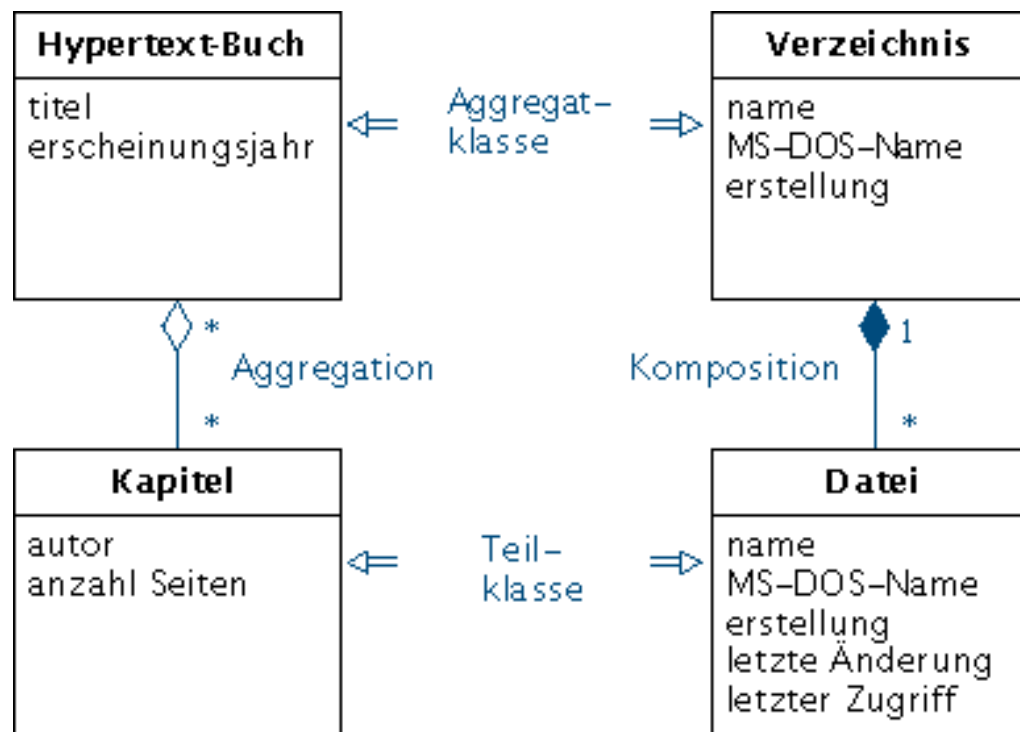 Hypertext-Buch
titel
erscheinungsjahr
Aggregat-
klasse
Verzeichnis
name
MS-DOS-Name
erstellung
*
Aggregation
*
1
Komposition
*
Kapitel
autor
anzahl Seiten
Teil-
klasse
Datei
name
MS-DOS-Name
erstellung
letzte Änderung
letzter Zugriff